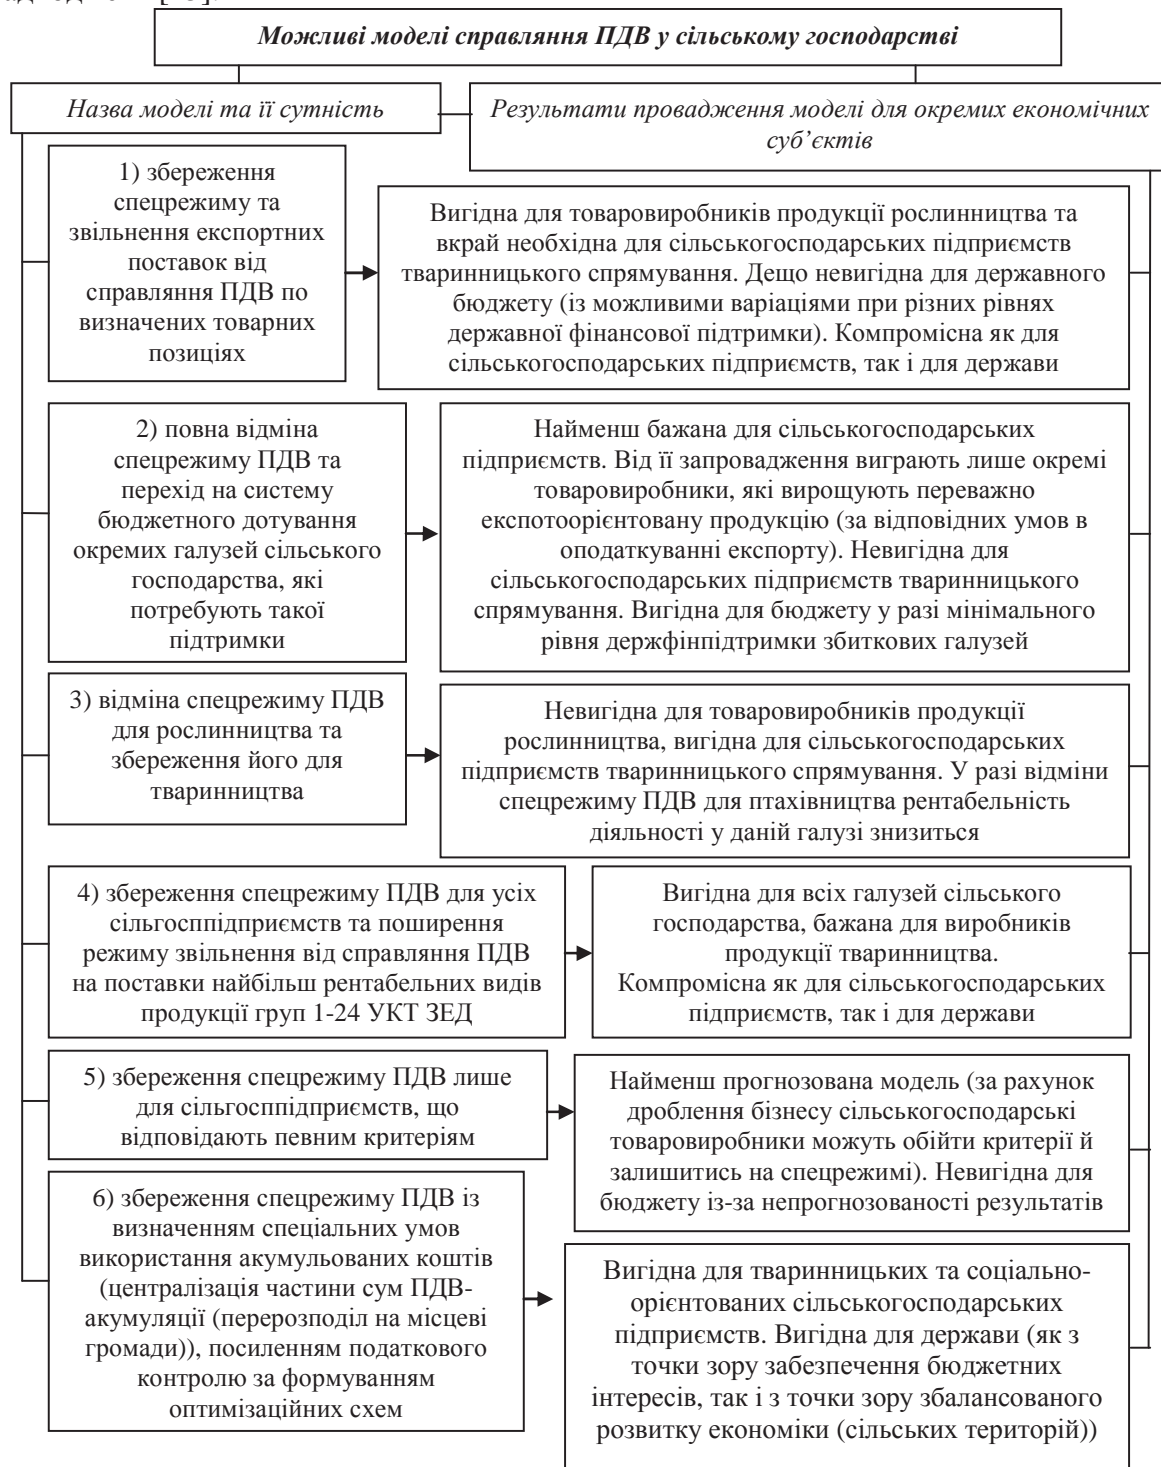 Можливі моделі справляння ПДВ у сільському господарстві
Назва моделі та її сутність
Результати провадження моделі для окремих економічних
суб’єктів
1) збереження
спецрежиму та
звільнення експортних
поставок від
справляння ПДВ по
визначених товарних
позиціях
Вигідна для товаровиробників продукції рослинництва та
вкрай необхідна для сільськогосподарських підприємств
тваринницького спрямування. Дещо невигідна для державного
бюджету (із можливими варіаціями при різних рівнях
державної фінансової підтримки). Компромісна як для
сільськогосподарських підприємств, так і для держави
2) повна відміна
спецрежиму ПДВ та
перехід на систему
бюджетного дотування
окремих галузей сільського
господарства, які
потребують такої
підтримки
Найменш бажана для сільськогосподарських
підприємств. Від її запровадження виграють лише окремі
товаровиробники, які вирощують переважно
експотоорієнтовану продукцію (за відповідних умов в
оподаткуванні експорту). Невигідна для
сільськогосподарських підприємств тваринницького
спрямування. Вигідна для бюджету у разі мінімального
рівня держфінпідтримки збиткових галузей
3) відміна спецрежиму ПДВ
для рослинництва та
збереження його для
тваринництва
Невигідна для товаровиробників продукції
рослинництва, вигідна для сільськогосподарських
підприємств тваринницького спрямування. У разі відміни
спецрежиму ПДВ для птахівництва рентабельність
діяльності у даній галузі знизиться
4) збереження спецрежиму ПДВ для усіх
сільгосппідприємств та поширення
режиму звільнення від справляння ПДВ
на поставки найбільш рентабельних видів
продукції груп 1-24 УКТ ЗЕД
Вигідна для всіх галузей сільського
господарства, бажана для виробників
продукції тваринництва.
Компромісна як для сільськогосподарських
підприємств, так і для держави
5) збереження спецрежиму ПДВ лише
для сільгосппідприємств, що
відповідають певним критеріям
Найменш прогнозована модель (за рахунок
дроблення бізнесу сільськогосподарські
товаровиробники можуть обійти критерії й
залишитись на спецрежимі). Невигідна для
бюджету із-за непрогнозованості результатів
6) збереження спецрежиму ПДВ із
визначенням спеціальних умов
використання акумульованих коштів
(централізація частини сум ПДВ-
акумуляції (перерозподіл на місцеві
громади)), посиленням податкового
контролю за формуванням
оптимізаційних схем
Вигідна для тваринницьких та соціально-
орієнтованих сільськогосподарських
підприємств. Вигідна для держави (як з
точки зору забезпечення бюджетних
інтересів, так і з точки зору збалансованого
розвитку економіки (сільських територій))